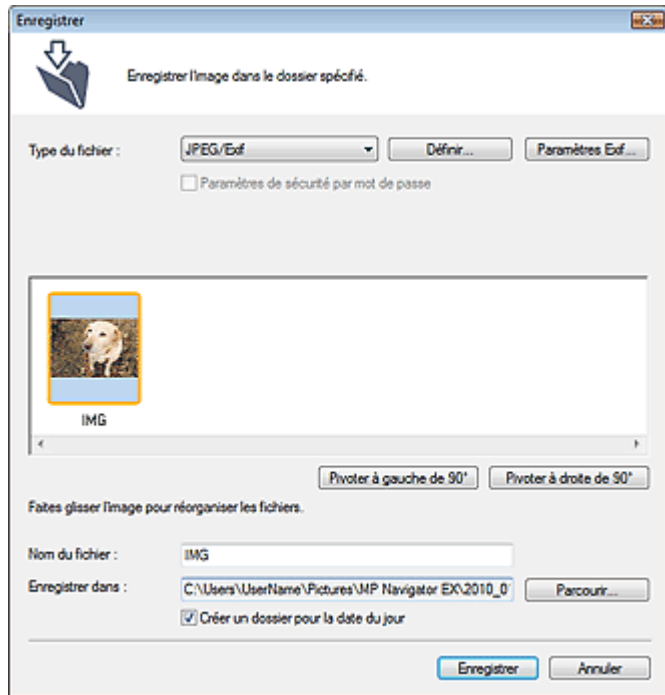 Enregistrer
Enregistrer l'image dans le dossier spécifié.
Type du fichier :
JPEG/Exif
Définir...
Paramètres Exif...
Paramètres de sécurité par mot de passe
IMG
Pivoter à gauche de 90°
Pivoter à droite de 90°
Faites glisser l'image pour réorganiser les fichiers.
Nom du fichier :
IMG
Enregistrer dans :
C:\Users\UserName\Pictures\MP Navigator EX\2010_0
Parcourir...
Créer un dossier pour la date du jour
Enregistrer
Annuler